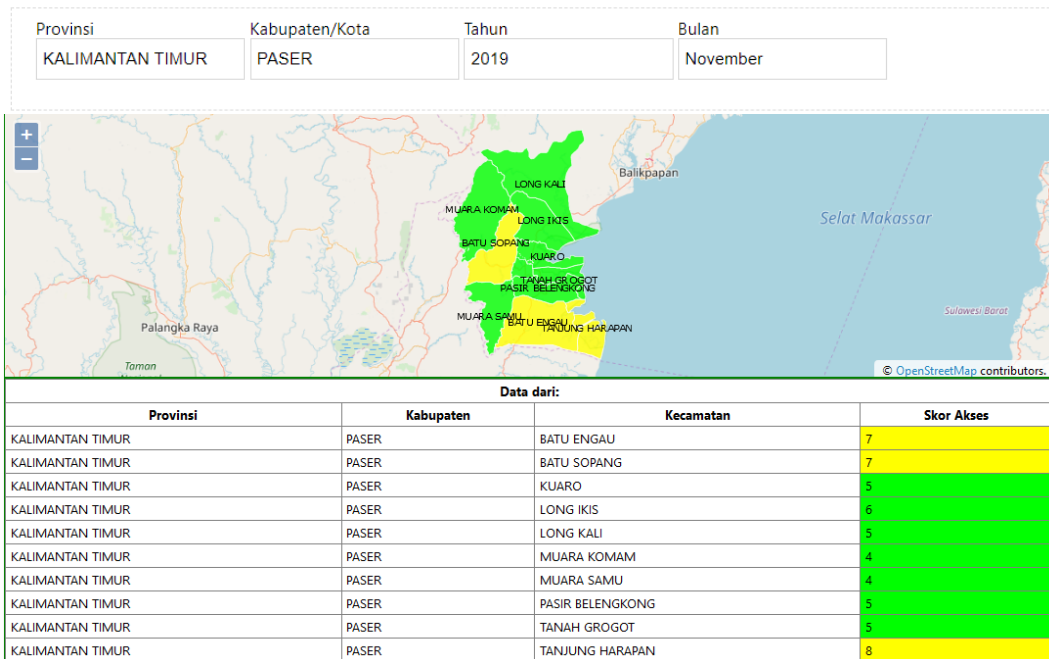 Provinsi Kabupaten/Kota Tahun Bulan
KALIMANTAN TIMUR PASER 2019 November
+
−
Balikpapan
LONG KALI
MUARA KOMAM
LONG IKIS
Selat Makassar
BATU SOPANG
KUARO
TANAH GROGOT
PASIR BELENGKONG
Sulawesi Barat
MUARA SAMU
BATU ENGAU
TANJUNG HARAPAN
Palangka Raya
Taman
© OpenStreetMap contributors.
Data dari:
Provinsi Kabupaten Kecamatan Skor Akses
KALIMANTAN TIMUR PASER BATU ENGAU 7
KALIMANTAN TIMUR PASER BATU SOPANG 7
KALIMANTAN TIMUR PASER KUARO 5
KALIMANTAN TIMUR PASER LONG IKIS 6
KALIMANTAN TIMUR PASER LONG KALI 5
KALIMANTAN TIMUR PASER MUARA KOMAM 4
KALIMANTAN TIMUR PASER MUARA SAMU 4
KALIMANTAN TIMUR PASER PASIR BELENGKONG 5
KALIMANTAN TIMUR PASER TANAH GROGOT 5
KALIMANTAN TIMUR PASER TANJUNG HARAPAN 8